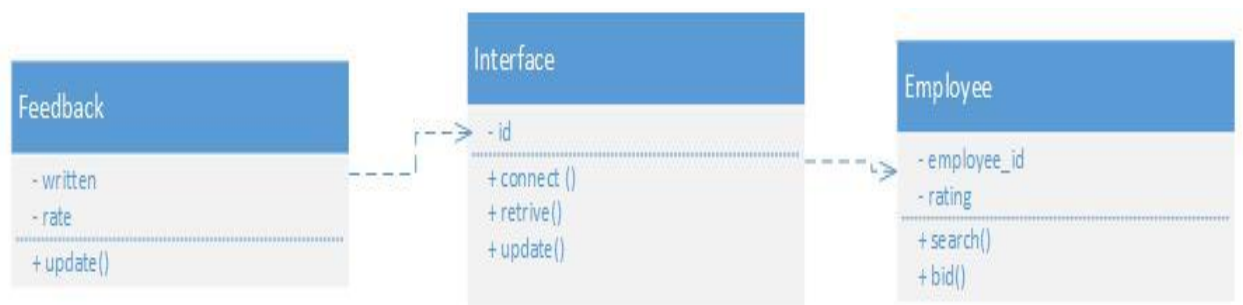 Feedback
- written
- rate
+ update()
Interface
- id
+ connect ()
+ retrive()
+ update()
Employee
- employee_id
- rating
+ search()
+ bid()